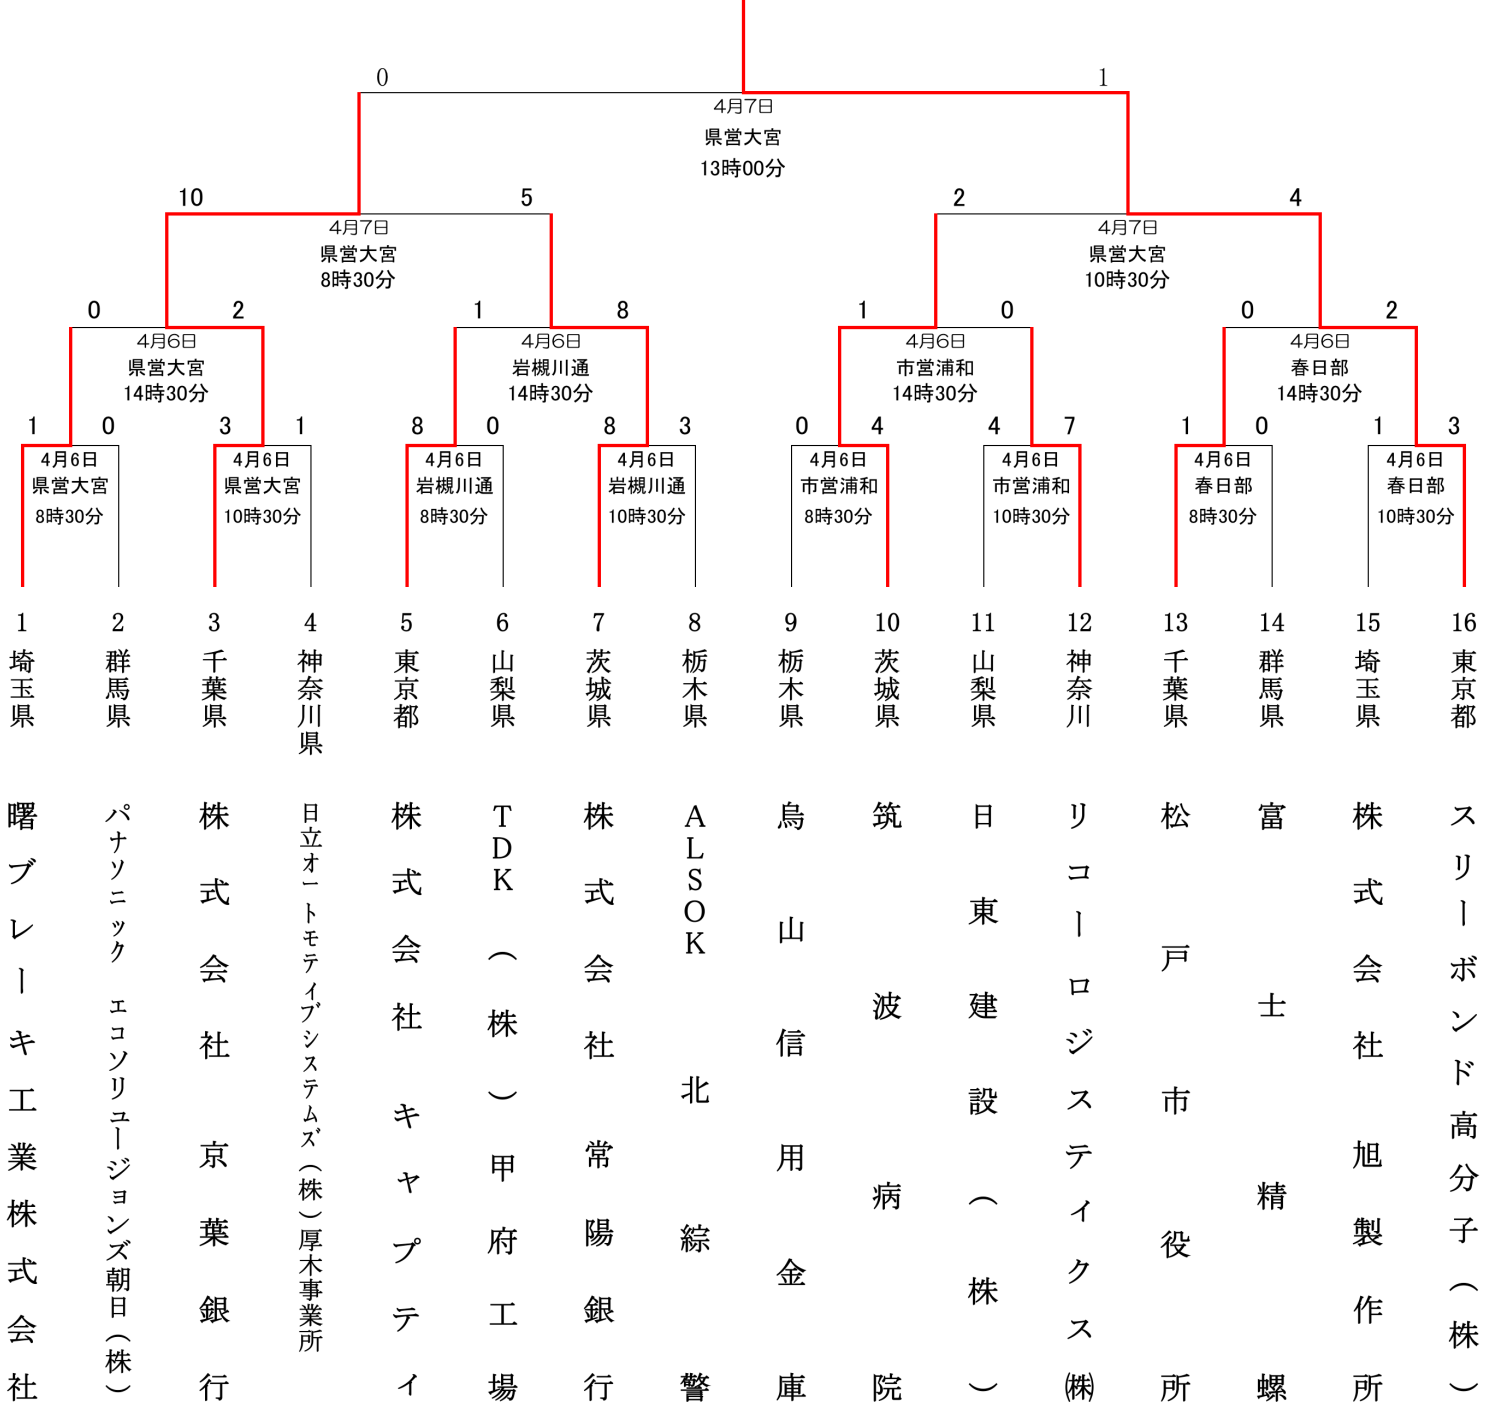 0 1
4月7日
県営大宮
13時00分
10 5 2 4
4月7日 4月7日
県営大宮 県営大宮
8時30分 10時30分
0 2 1 8 1 0 0 2
4月6日 4月6日 4月6日 4月6日
県営大宮 岩槻川通 市営浦和 春日部
14時30分 14時30分 14時30分 14時30分
1 0 3 1 8 0 8 3 0 4 4 7 1 0 1 3
4月6日 4月6日 4月6日 4月6日 4月6日 4月6日 4月6日 4月6日
県営大宮 県営大宮 岩槻川通 岩槻川通 市営浦和 市営浦和 春日部 春日部
8時30分 10時30分 8時30分 10時30分 8時30分 10時30分 8時30分 10時30分
1 埼玉県 曙ブレーキ工業株式会社
2 群馬県 パナソニック エコソリューションズ朝日(株)
3 千葉県 株式会社 京葉銀行
4 神奈川県 日立オートモティブシステムズ(株)厚木事業所
5 東京都 株式会社 キャプティ
6 山梨県 TDK (株)甲府工場
7 茨城県 株式会社 常陽銀行
8 栃木県 ALSOK 北綜警
9 栃木県 烏山信用金庫
10 茨城県 筑波病院
11 山梨県 日東建設(株)
12 神奈川 リコーロジスティクス㈱
13 千葉県 松戸市役所
14 群馬県 富士精螺
15 埼玉県 株式会社 旭製作所
16 東京都 スリーボンド高分子(株)